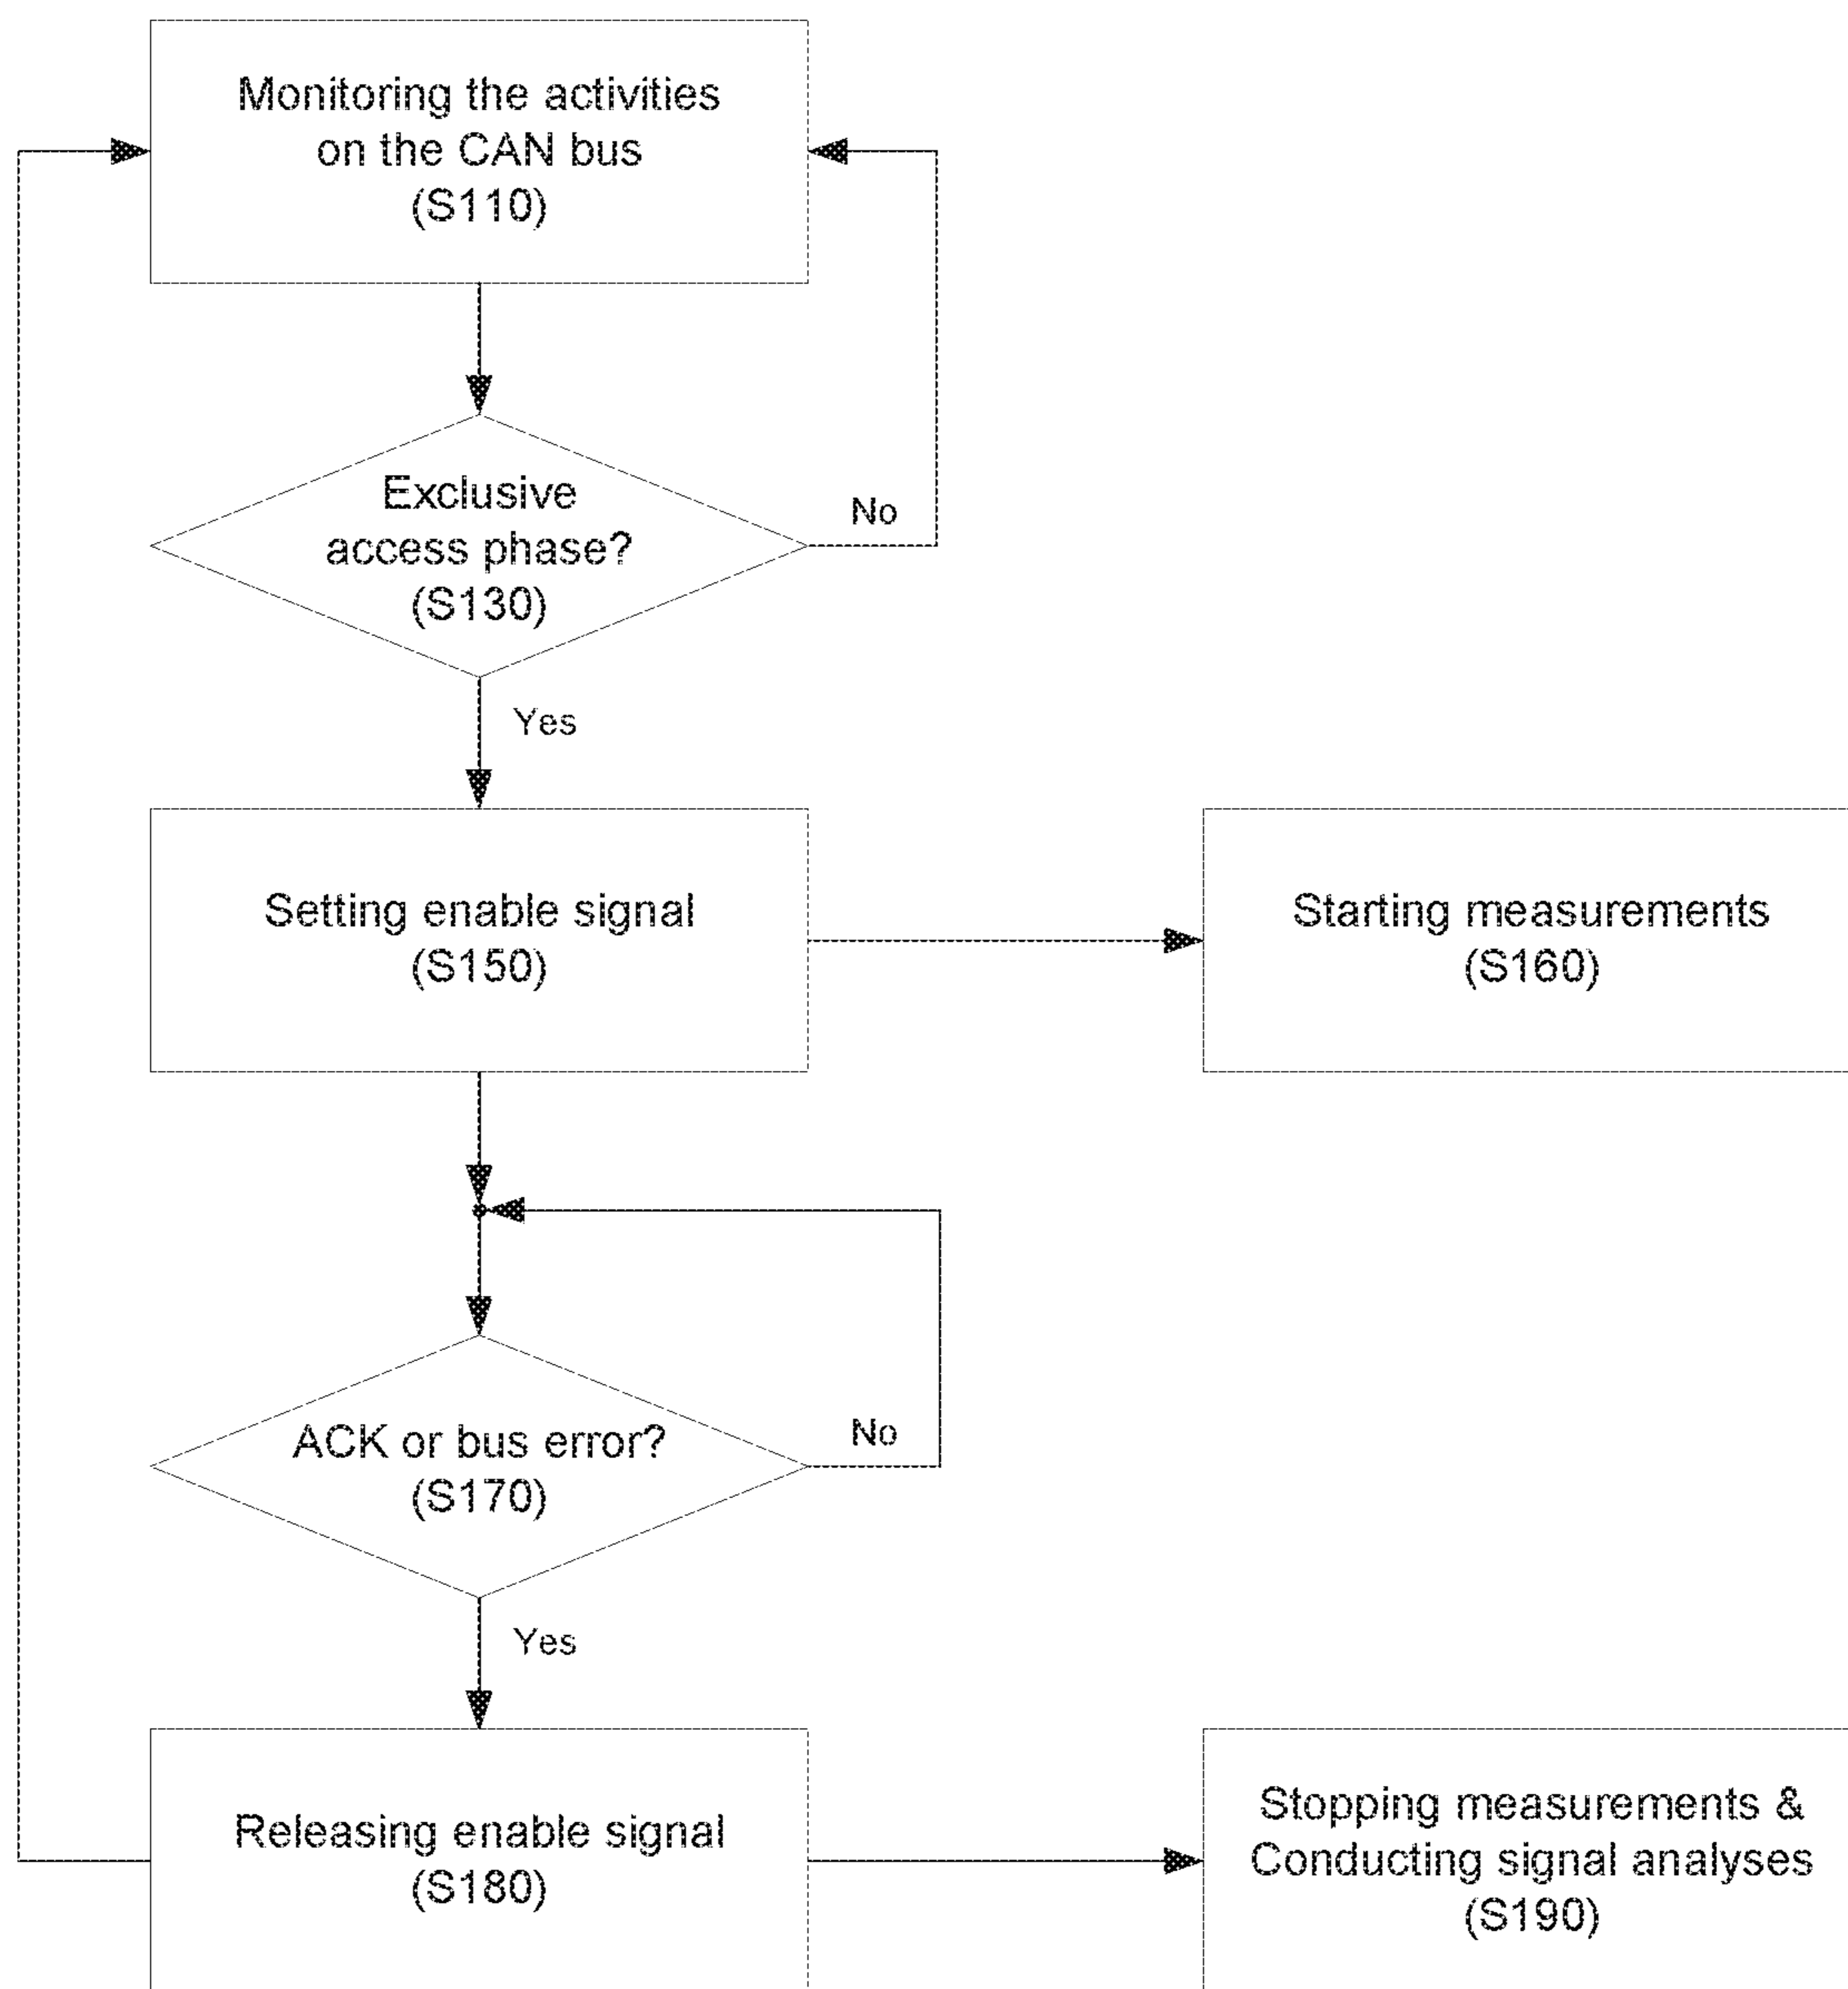 Monitoring the activities
on the CAN bus
(S110)
Exclusive
access phase?
(S130)
No
Yes
Setting enable signal
(S150)
Starting measurements
(S160)
ACK or bus error?
(S170)
No
Yes
Releasing enable signal
(S180)
Stopping measurements &
Conducting signal analyses
(S190)